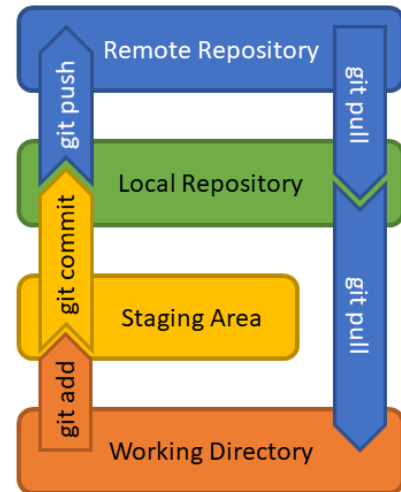 Remote Repository
git push
git pull
Local Repository
git commit
git pull
Staging Area
git add
Working Directory